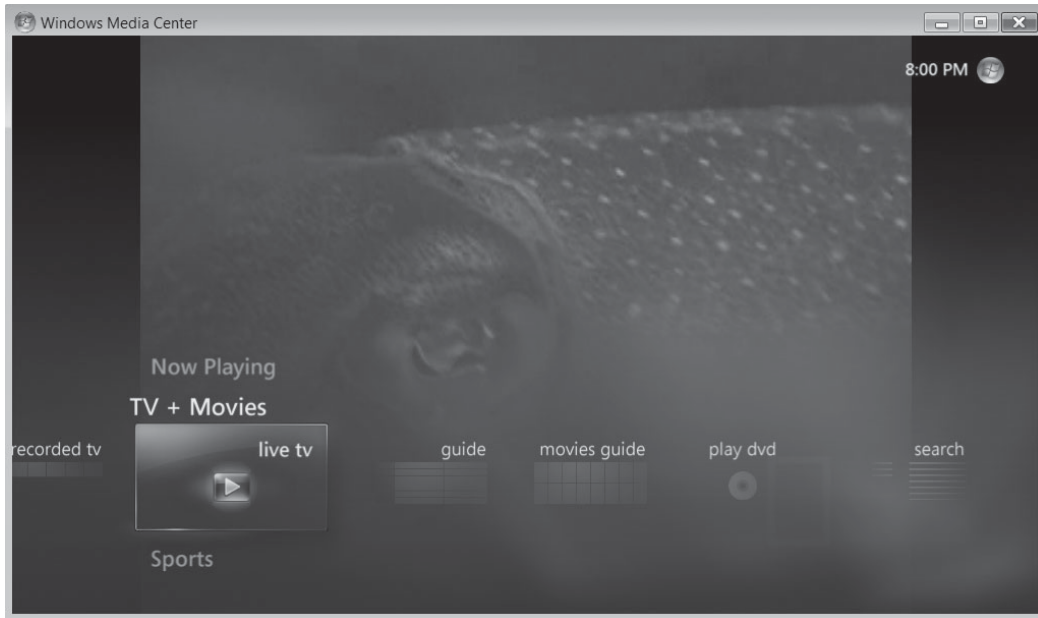 Windows Media Center
8:00 PM
Now Playing
TV + Movies
recorded tv live tv guide movies guide play dvd search
Sports